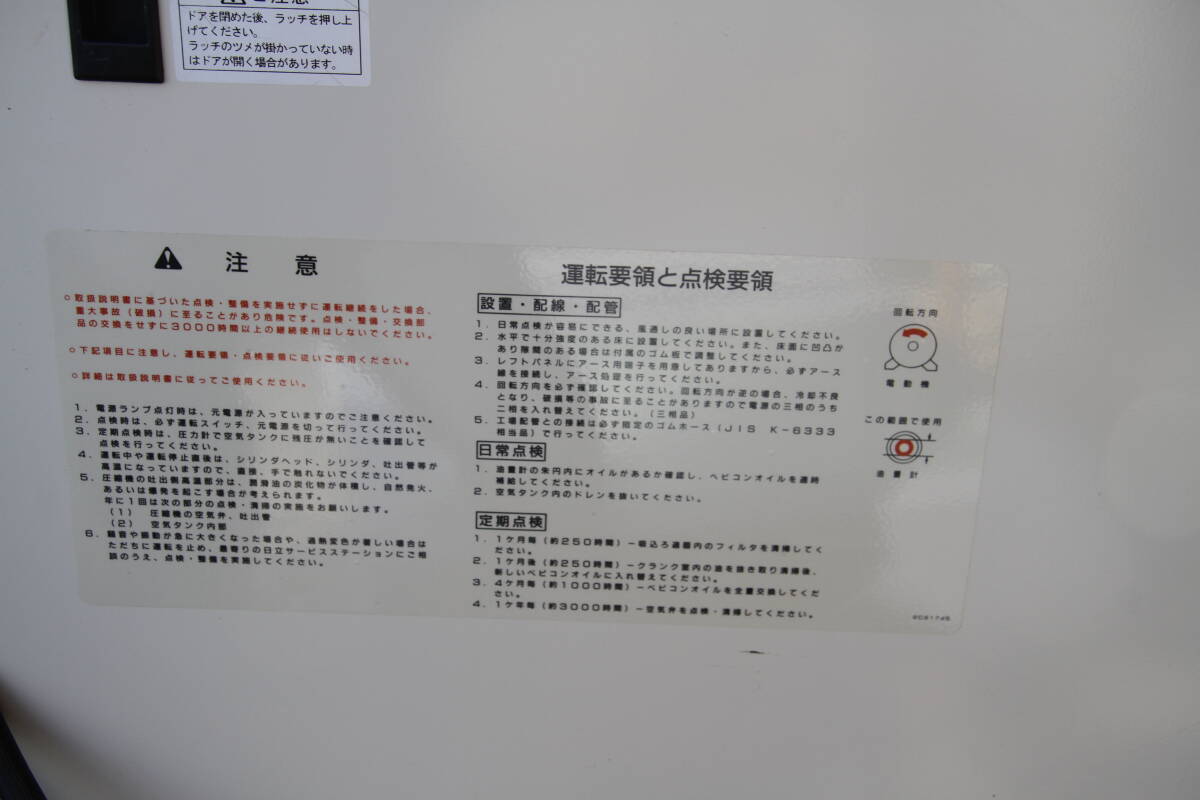 ご注意
ドアを閉めた後、ラッチを押し上
げてください。
ラッチのツメが掛かっていない時
はドアが開く場合があります。
注 意
○取扱説明書に基づいた点検・整備を実施せずに運転継続をした場合、
重大事故（破損）に至ることがあり危険です。点検・整備・交換部
品の交換をせずに3000時間以上の継続使用はしないでください。
○下記項目に注意し、運転要領・点検要領に従いご使用ください。
○詳細は取扱説明書に従ってご使用ください。
1．電源ランプ点灯時は、元電源が入っていますのでご注意ください。
2．点検時は、必ず運転スイッチ、元電源を切って行ってください。
3．定期点検時は、圧力計で空気タンクに残圧が無いことを確認して
点検を行ってください。
4．運転中や運転停止直後は、シリンダヘッド、シリンダ、吐出管等が
高温になっていますので、直接、手で触れないでください。
5．圧縮機の吐出側高温部分は、潤滑油の炭化物が体積し、自然発火、
あるいは爆発を起こす場合が考えられます。
年に1回は次の部分の点検・清掃の実施をお願いします。
（1） 圧縮機の空気弁、吐出管
（2） 空気タンク内部
6．騒音や振動が急に大きくなった場合や、過熱変色が著しい場合は
ただちに運転を止め、最寄りの日立サービスステーションにご相
談のうえ、点検・整備を実施してください。
運転要領と点検要領
設置・配線・配管
1．日常点検が容易にできる、風通しの良い場所に設置してください。
2．水平で十分強度のある床に設置してください。また、床面に凹凸が
あり隙間のある場合は付属のゴム板で調整してください。
3．レフトパネルにアース用端子を用意してありますから、必ずアース
線を接続し、アース処理を行ってください。
4．回転方向を必ず確認してください。回転方向が逆の場合、冷却不良
となり、破損等の事故に至ることがありますので電源の三相のうち
二相を入れ替えてください。（三相品）
5．工場配管との接続は必ず指定のゴムホース（JIS K-6333
相当品）で行ってください。
日常点検
1．油量計の朱円内にオイルがあるか確認し、ベビコンオイルを適時
補給してください。
2．空気タンク内のドレンを抜いてください。
定期点検
1．1ケ月毎（約250時間）－吸込ろ過器内のフィルタを清掃してく
ださい。
2．1ケ月後（約250時間）－クランク室内の油を抜き取り清掃後、
新しいベビコンオイルに入れ替えてください。
3．4ケ月毎（約1000時間）－ベビコンオイルを全量交換してくだ
さい。
4．1ケ年毎（約3000時間）－空気弁を点検・清掃してください。
回転方向
電動機
この範囲で使用
油量計